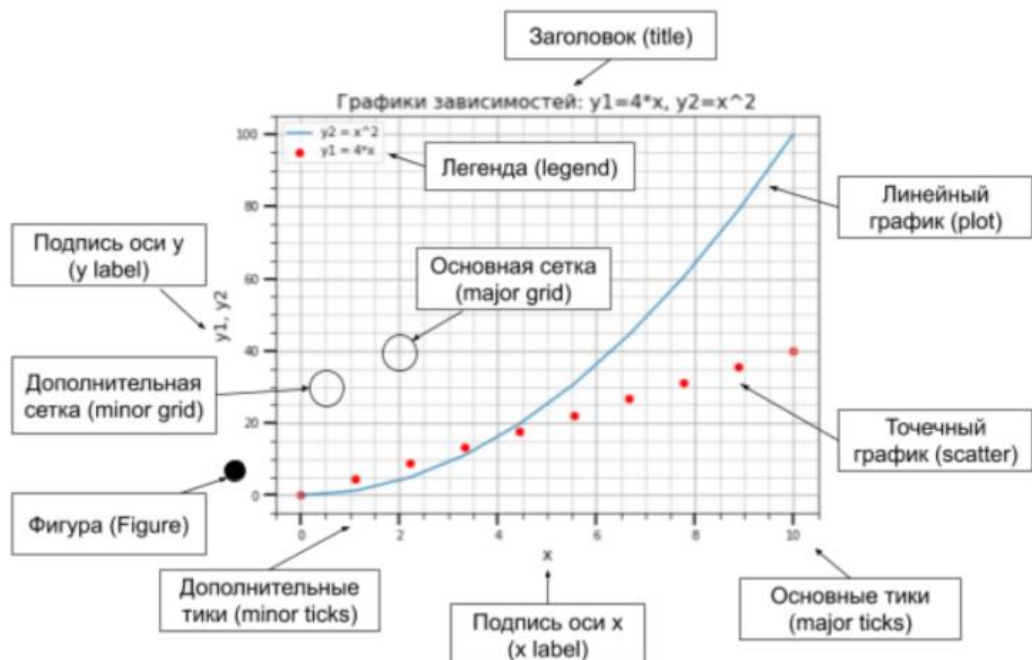 Заголовок (title)
Графики зависимостей: y1=4*x, y2=x^2
y2 = x^2
y1 = 4*x
Легенда (legend)
Линейный
график (plot)
Подпись оси y
(y label)
Основная сетка
(major grid)
y1, y2
Дополнительная
сетка (minor grid)
Точечный
график (scatter)
Фигура (Figure)
100
80
60
40
20
0
0 2 4 6 8 10
x
Дополнительные
тики (minor ticks)
Подпись оси x
(x label)
Основные тики
(major ticks)